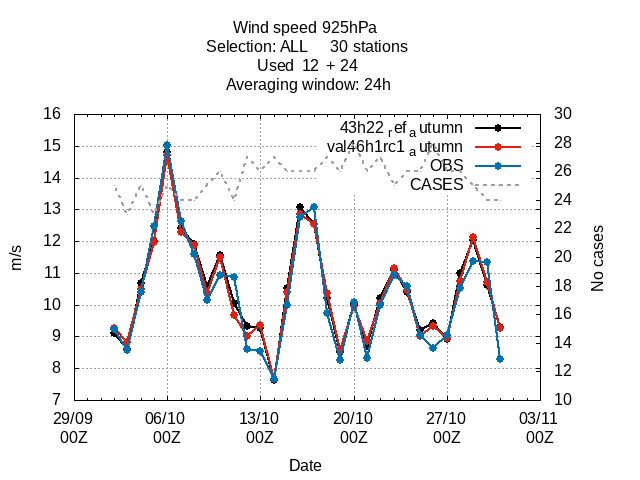 Wind speed 925hPa
Selection: ALL 30 stations
Used 12 + 24
Averaging window: 24h
16
15
14
13
12
11
10
9
8
7
30
28
26
24
22
20
18
16
14
12
10
m/s
No cases
43h22 refa utumn
val46h1rc1 a utumn
OBS
CASES
29/09 06/10 13/10 20/10 27/10 03/11
00Z 00Z 00Z 00Z 00Z 00Z
Date